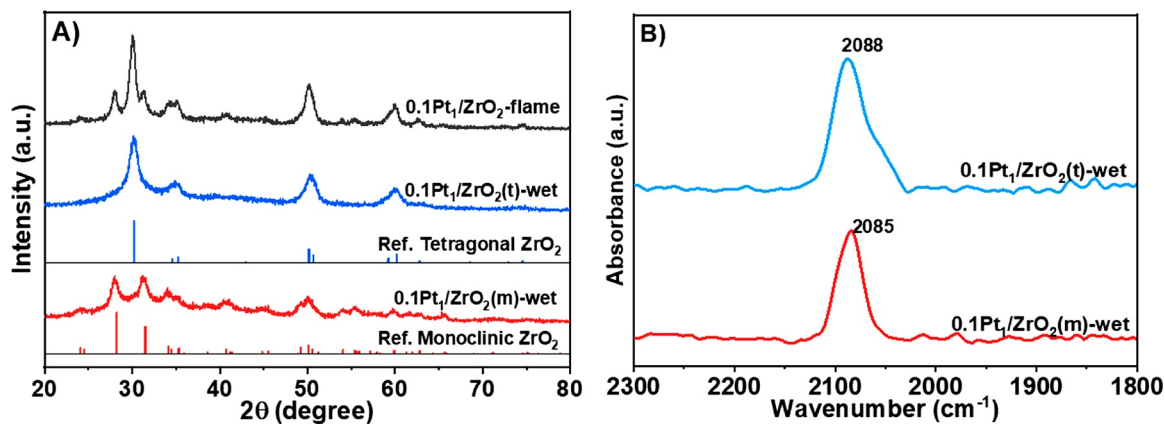 A)
Intensity (a.u.)
0.1Pt₁/ZrO₂-flame
0.1Pt₁/ZrO₂(t)-wet
Ref. Tetragonal ZrO₂
0.1Pt₁/ZrO₂(m)-wet
Ref. Monoclinic ZrO₂
20 30 40 50 60 70 80
2θ (degree)
B)
Absorbance (a.u.)
2088
0.1Pt₁/ZrO₂(t)-wet
2085
0.1Pt₁/ZrO₂(m)-wet
2300 2200 2100 2000 1900 1800
Wavenumber (cm⁻¹)